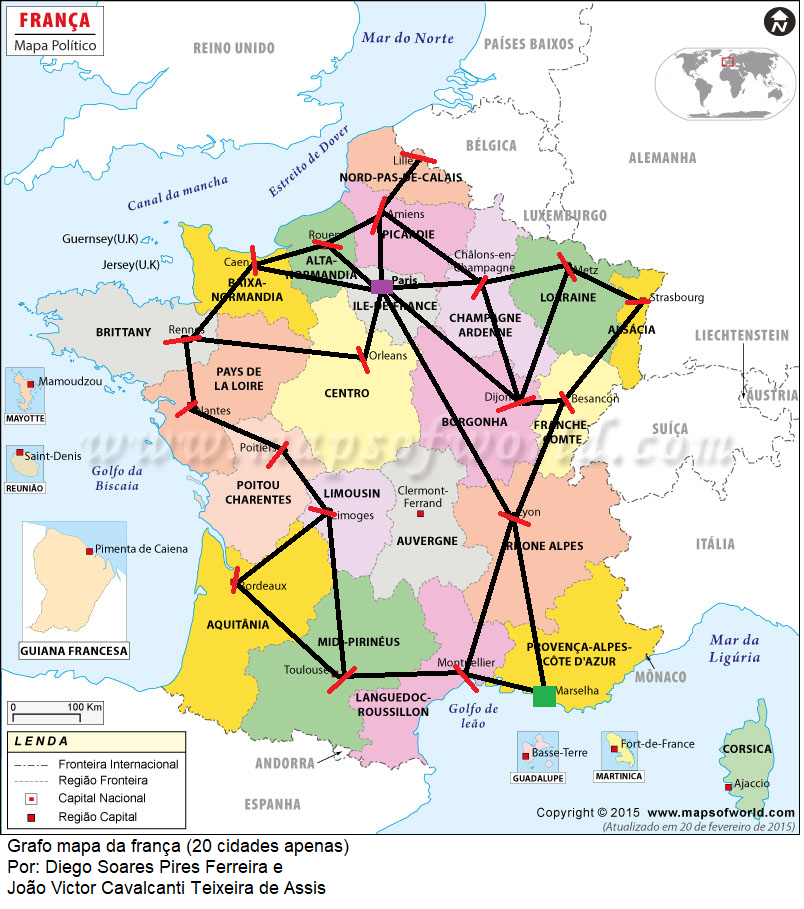 FRANÇA
Mapa Político
REINO UNIDO
Mar do Norte
PAÍSES BAIXOS
N
BÉLGICA
ALEMANHA
Estreito de Dover
Canal da mancha
Lille
NORD-PAS-DE-CALAIS
LUXEMBURGO
Amiens
PICARDIE
Guernsey(U.K)
Jersey(U.K)
Rouen
ALTA-
NORMANDIA
Caen
BAIXA-
NORMANDIA
Châlons-en-
Champagne
Metz
LORRAINE
Paris
ILE-DE-FRANCE
Strasbourg
ALSÁCIA
CHAMPAGNE
ARDENNE
BRITTANY
Rennes
LIECHTENSTEIN
Orleans
PAYS DE
LA LOIRE
CENTRO
Mamoudzou
MAYOTTE
Dijon
Besancon
ÁUSTRIA
Nantes
BORGONHA
FRANCHE
COMTE
SUÍÇA
www.mapsofworld.com
Saint-Denis
REUNIÃO
Golfo da
Biscaia
Poitiers
POITOU
CHARENTES
LIMOUSIN
Limoges
Clermont-
Ferrand
AUVERGNE
Lyon
RHONE ALPES
ITÁLIA
Pimenta de Caiena
GUIANA FRANCESA
Bordeaux
AQUITÂNIA
MIDI-PIRINÉUS
Toulouse
Montpellier
PROVENÇA-ALPES-
CÔTE D'AZUR
Mar da
Ligúria
MÔNACO
Marselha
LANGUEDOC-
ROUSSILLON
Golfo de
leão
0 100 Km
LENDA
Fronteira Internacional
Região Fronteira
Capital Nacional
Região Capital
ANDORRA
ESPANHA
Basse-Terre
GUADALUPE
Fort-de-France
MARTINICA
CORSICA
Ajaccio
Copyright © 2015 www.mapsofworld.com
(Atualizado em 20 de fevereiro de 2015)
Grafo mapa da frança (20 cidades apenas)
Por: Diego Soares Pires Ferreira e
João Victor Cavalcanti Teixeira de Assis